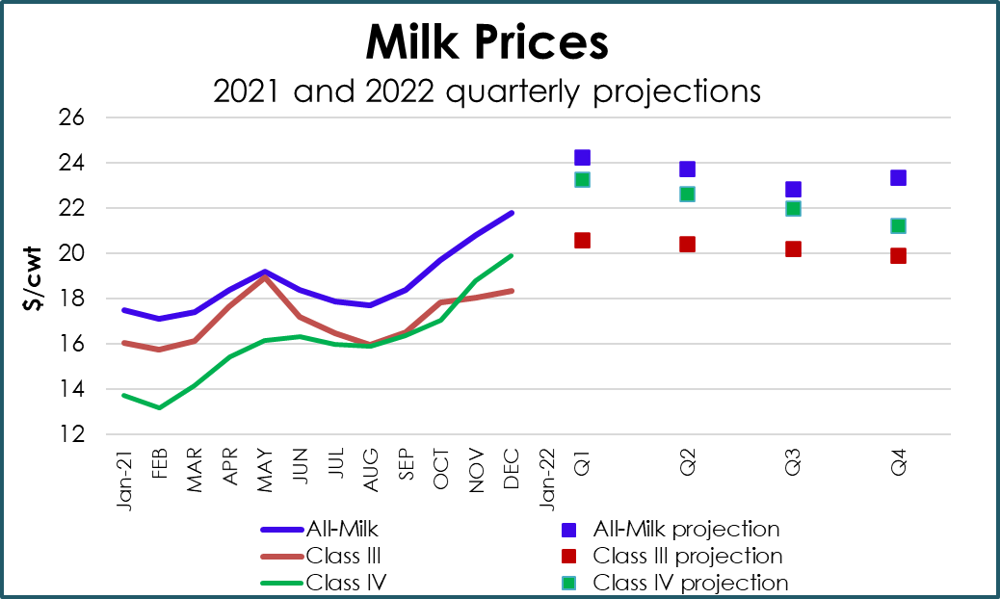 Milk Prices
2021 and 2022 quarterly projections
26
24
22
20
18
16
14
12
$/cwt
Jan-21 FEB MAR APR MAY JUN JUL AUG SEP OCT NOV DEC Jan-22 Q1 Q2 Q3 Q4
All-Milk All-Milk projection
Class III Class III projection
Class IV Class IV projection